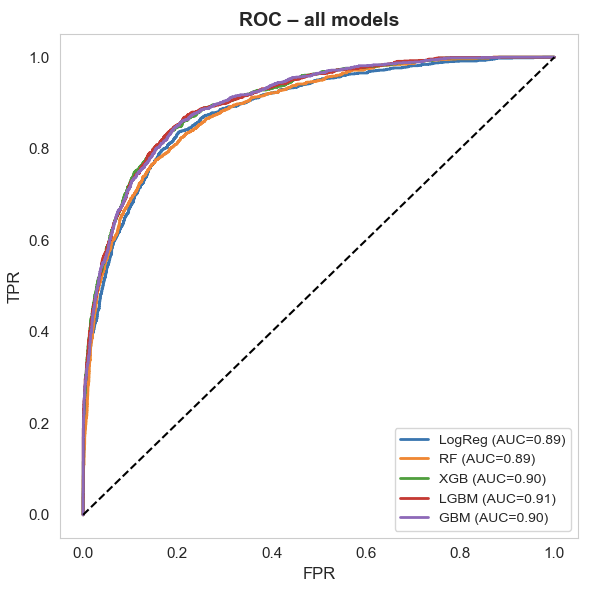 ROC – all models
1.0
0.8
0.6
0.4
0.2
0.0
TPR
0.0 0.2 0.4 0.6 0.8 1.0
FPR
LogReg (AUC=0.89)
RF (AUC=0.89)
XGB (AUC=0.90)
LGBM (AUC=0.91)
GBM (AUC=0.90)